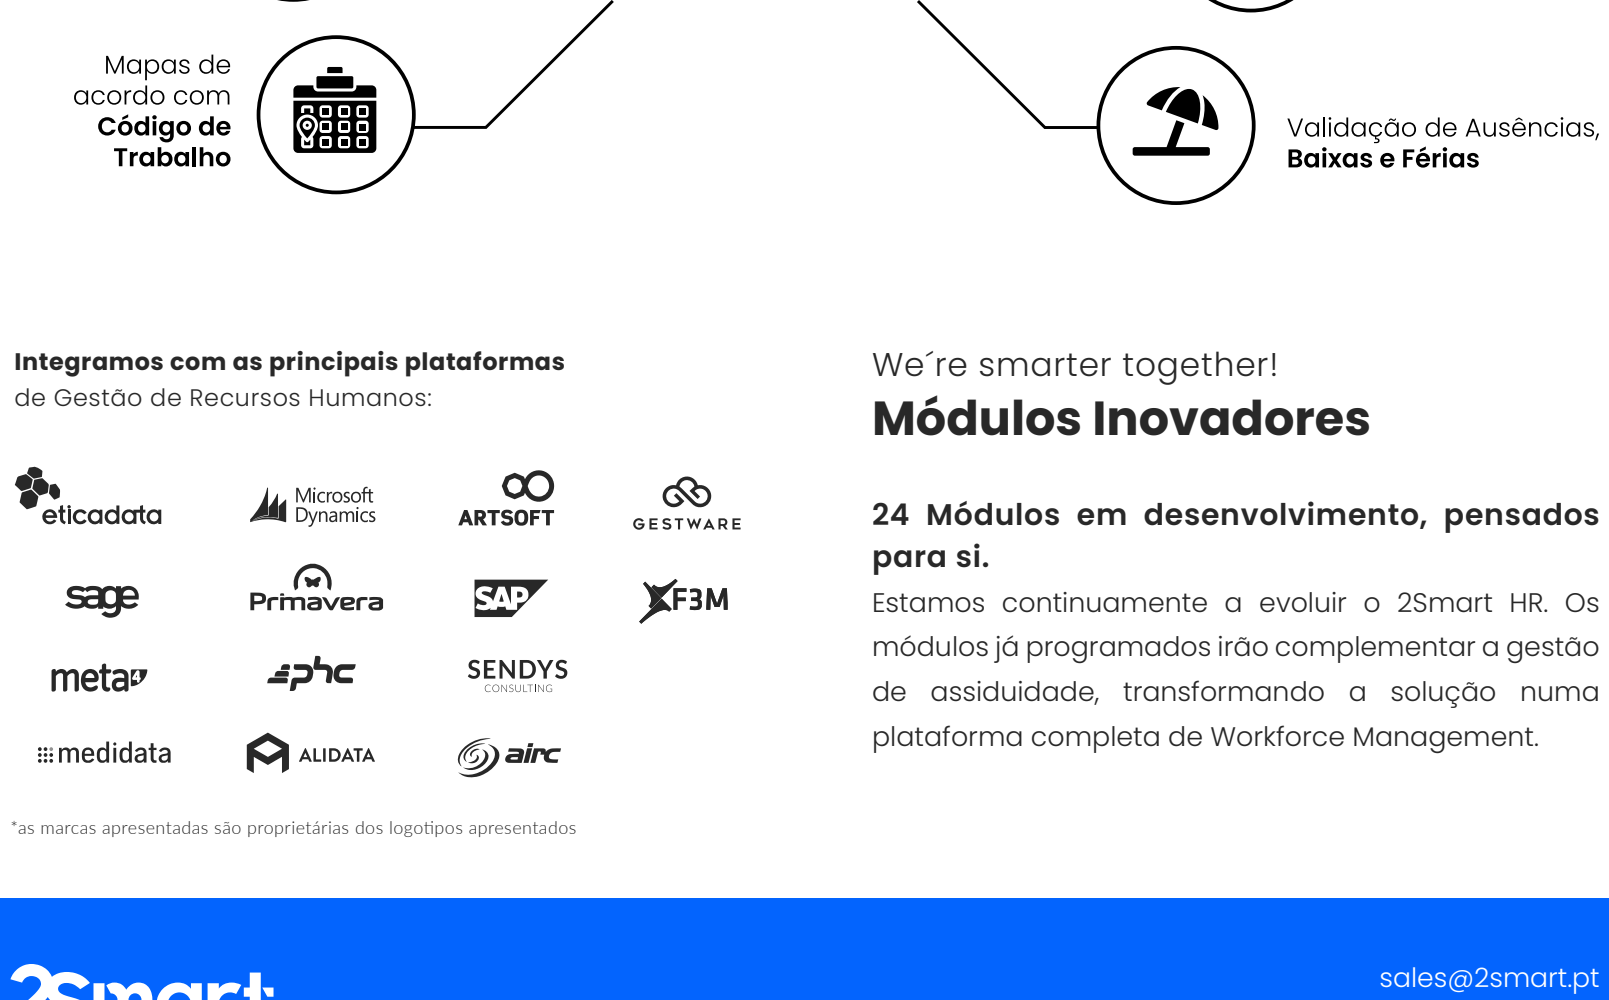 Mapas de
acordo com
Código de
Trabalho
Validação de Ausências,
Baixas e Férias
Integramos com as principais plataformas
de Gestão de Recursos Humanos:
eticadata
Microsoft
Dynamics
ARTSOFT
GESTWARE
sage
Primavera
SAP
F3M
meta4
phc
SENDYS
CONSULTING
medidata
ALIDATA
airc
*as marcas apresentadas são proprietárias dos logotipos apresentados
We´re smarter together!
Módulos Inovadores
24 Módulos em desenvolvimento, pensados
para si.
Estamos continuamente a evoluir o 2Smart HR. Os
módulos já programados irão complementar a gestão
de assiduidade, transformando a solução numa
plataforma completa de Workforce Management.
2Smart
sales@2smart.pt